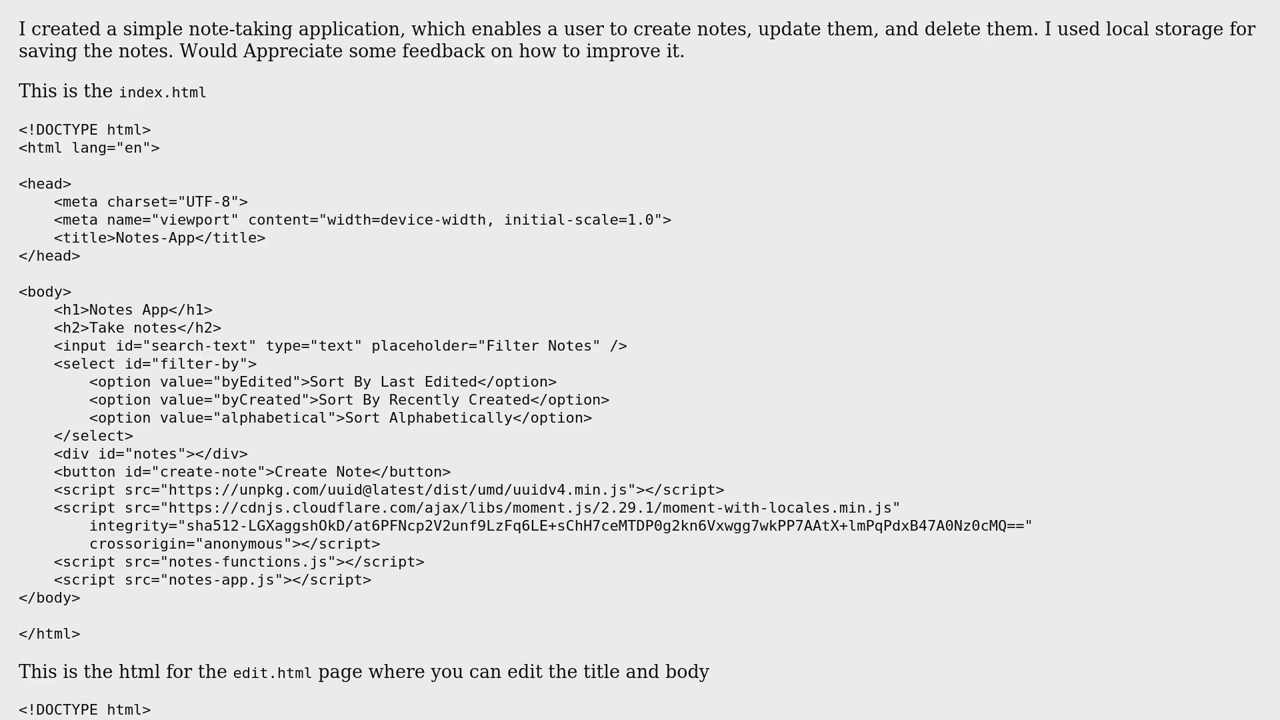 I created a simple note-taking application, which enables a user to create notes, update them, and delete them. I used local storage for
saving the notes. Would Appreciate some feedback on how to improve it.
This is the index.html
<!DOCTYPE html>
<html lang="en">
<head>
    <meta charset="UTF-8">
    <meta name="viewport" content="width=device-width, initial-scale=1.0">
    <title>Notes-App</title>
</head>
<body>
    <h1>Notes App</h1>
    <h2>Take notes</h2>
    <input id="search-text" type="text" placeholder="Filter Notes" />
    <select id="filter-by">
        <option value="byEdited">Sort By Last Edited</option>
        <option value="byCreated">Sort By Recently Created</option>
        <option value="alphabetical">Sort Alphabetically</option>
    </select>
    <div id="notes"></div>
    <button id="create-note">Create Note</button>
    <script src="https://unpkg.com/uuid@latest/dist/umd/uuidv4.min.js"></script>
    <script src="https://cdnjs.cloudflare.com/ajax/libs/moment.js/2.29.1/moment-with-locales.min.js"
        integrity="sha512-LGXaggshOkD/at6PFNcp2V2unf9LzFq6LE+sChH7ceMTDP0g2kn6Vxwgg7wkPP7AAtX+lmPqPdxB47A0Nz0cMQ=="
        crossorigin="anonymous"></script>
    <script src="notes-functions.js"></script>
    <script src="notes-app.js"></script>
</body>
</html>
This is the html for the edit.html page where you can edit the title and body
<!DOCTYPE html>